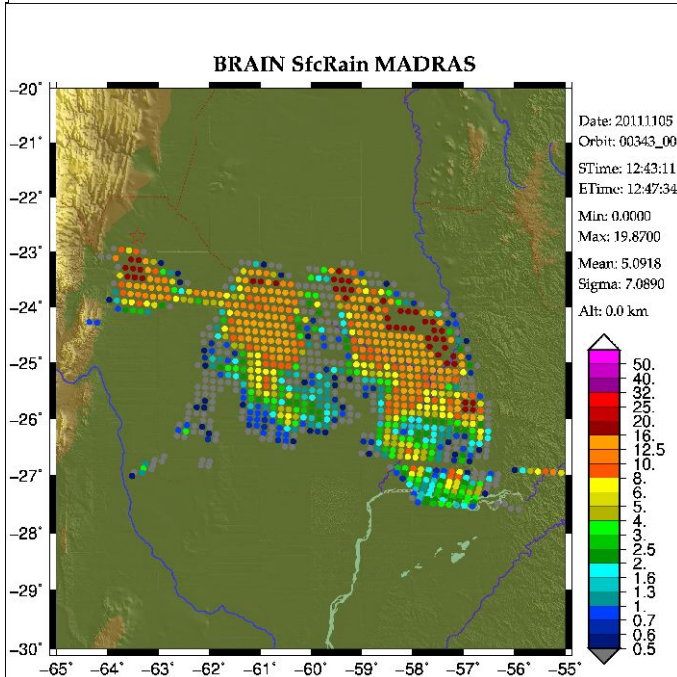 BRAIN SfcRain MADRAS
Date: 20111105
Orbit: 00343_00
STime: 12:43:11
ETime: 12:47:34
Min: 0.0000
Max: 19.8700
Mean: 5.0918
Sigma: 7.0890
Alt: 0.0 km
−20˚
−21˚
−22˚
−23˚
−24˚
−25˚
−26˚
−27˚
−28˚
−29˚
−30˚
−65˚ −64˚ −63˚ −62˚ −61˚ −60˚ −59˚ −58˚ −57˚ −56˚ −55˚
50.
40.
32.
25.
20.
16.
12.5
10.
8.
6.
5.
4.
3.
2.5
2.
1.6
1.3
1.
0.7
0.6
0.5